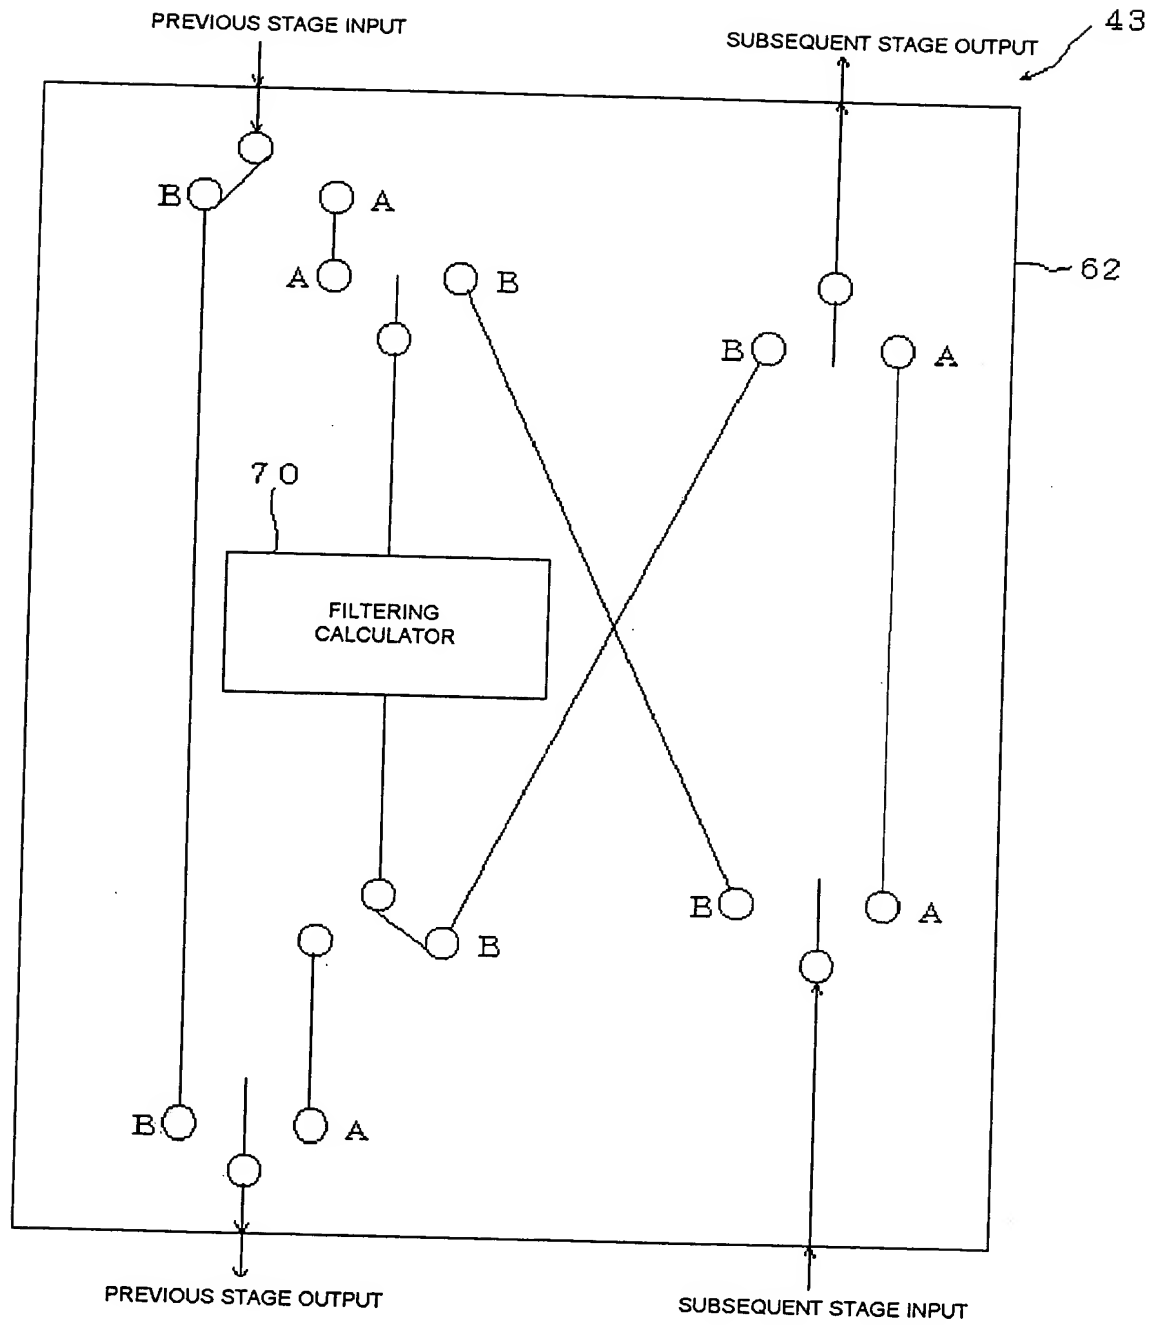 PREVIOUS STAGE INPUT
SUBSEQUENT STAGE OUTPUT
43
B
A
A
B
62
B
A
70
FILTERING
CALCULATOR
B
A
B
B
A
PREVIOUS STAGE OUTPUT
SUBSEQUENT STAGE INPUT